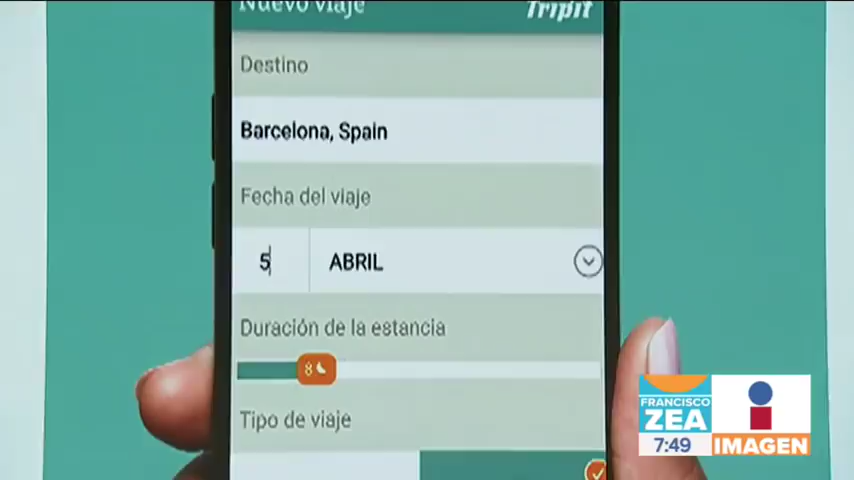 Nuevo viaje
Tripit
Destino
Barcelona, Spain
Fecha del viaje
5 ABRIL
Duración de la estancia
8
Tipo de viaje
FRANCISCO
ZEA
7:49
IMAGEN